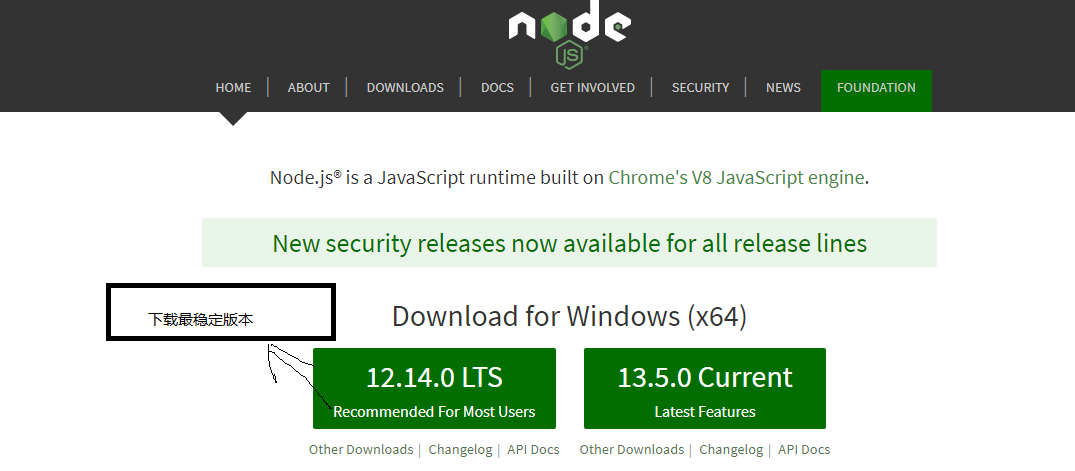 node
JS
HOME | ABOUT | DOWNLOADS | DOCS | GET INVOLVED | SECURITY | NEWS FOUNDATION
Node.js® is a JavaScript runtime built on Chrome's V8 JavaScript engine.
New security releases now available for all release lines
下载最稳定版本
Download for Windows (x64)
12.14.0 LTS
Recommended For Most Users
13.5.0 Current
Latest Features
Other Downloads | Changelog | API Docs
Other Downloads | Changelog | API Docs